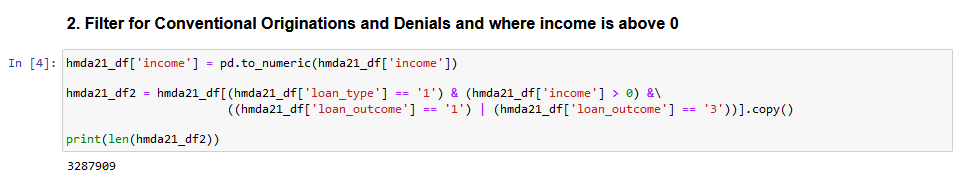 2. Filter for Conventional Originations and Denials and where income is above 0
In [4]: hmda21_df['income'] = pd.to_numeric(hmda21_df['income'])
hmda21_df2 = hmda21_df[(hmda21_df['loan_type'] == '1') & (hmda21_df['income'] > 0) &\
((hmda21_df['loan_outcome'] == '1') | (hmda21_df['loan_outcome'] == '3'))].copy()
print(len(hmda21_df2))
3287909